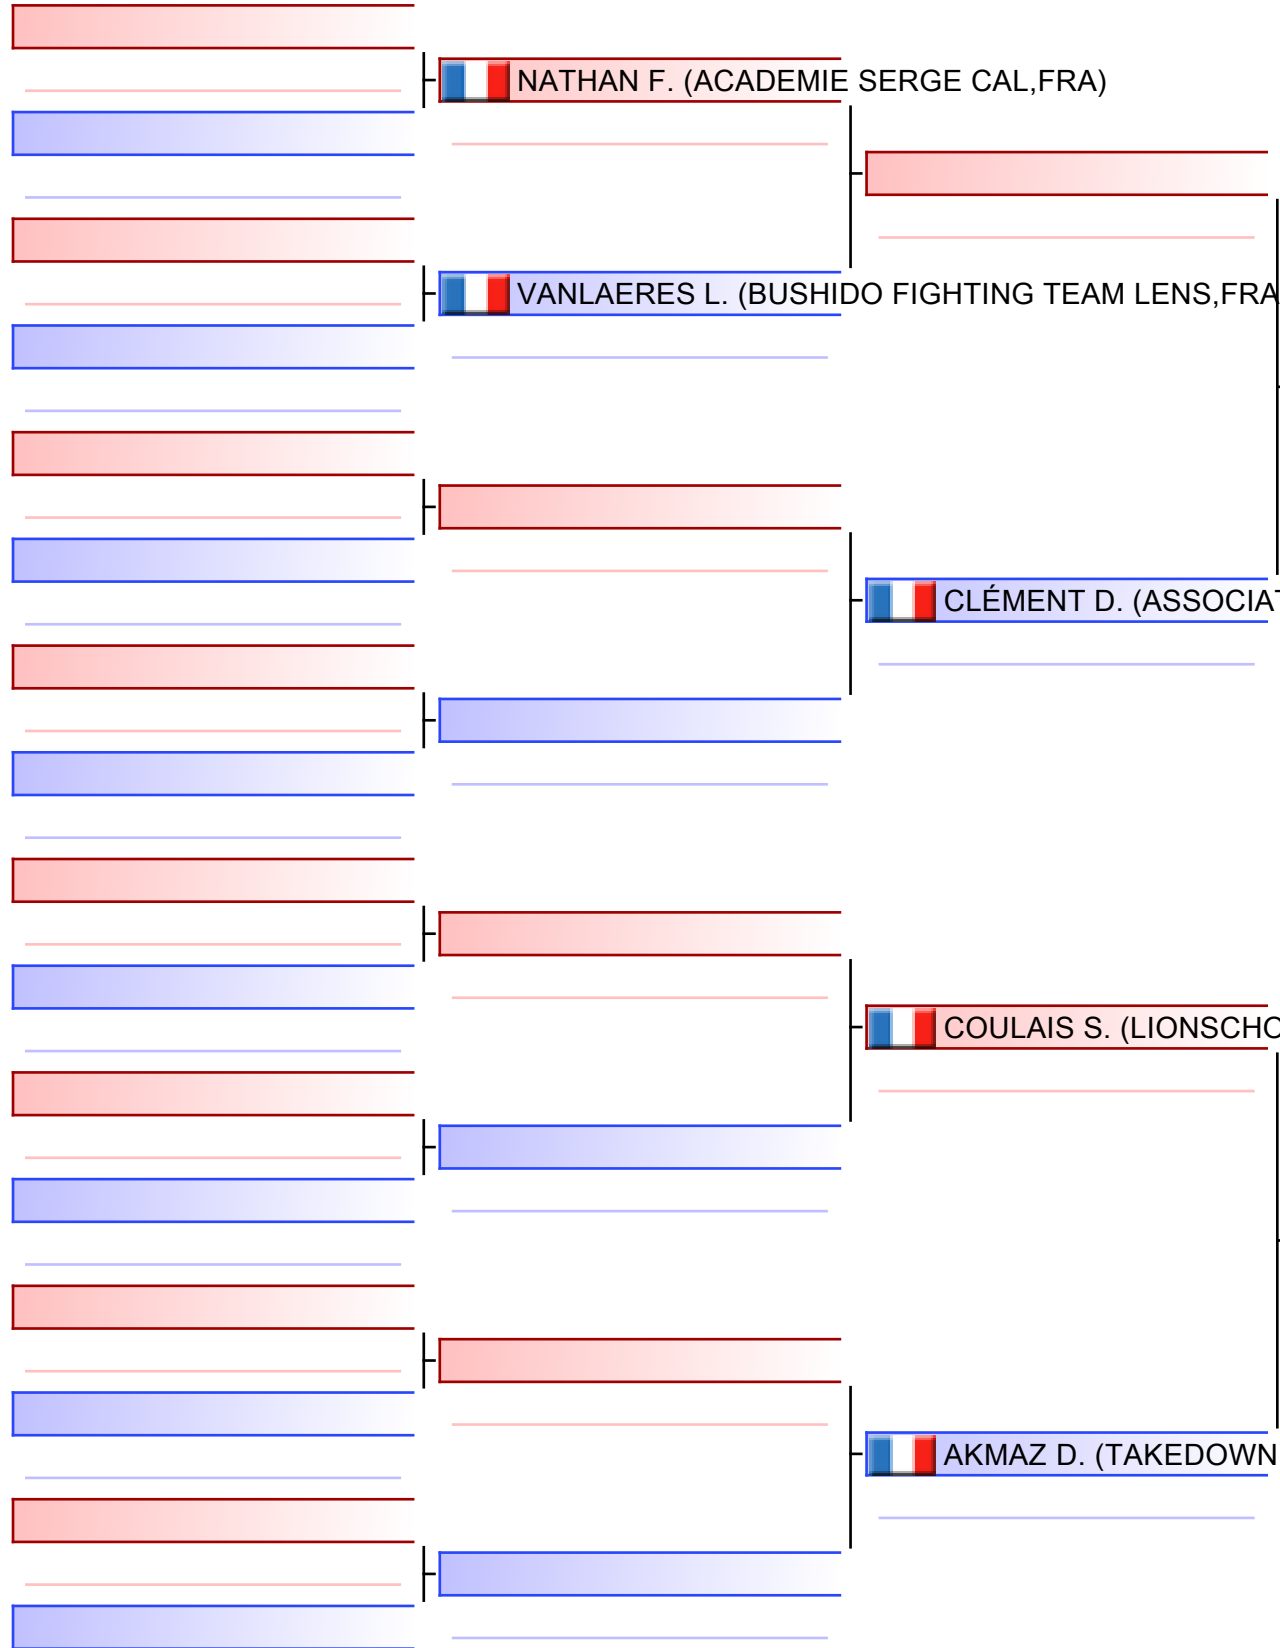 NATHAN F. (ACADEMIE SERGE CAL,FRA)
VANLAERES L. (BUSHIDO FIGHTING TEAM LENS,FRA
CLÉMENT D. (ASSOCIAT
COULAIS S. (LIONSCHO
AKMAZ D. (TAKEDOWN